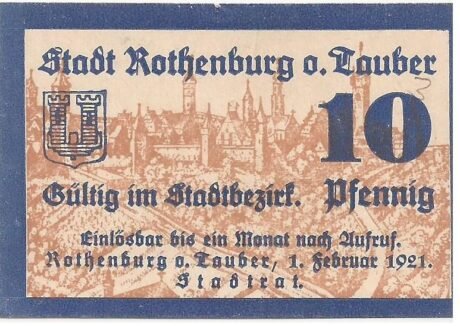 Stadt Rothenburg o. Tauber
10
Gültig im Stadtbezirk. Pfennig
Einlösbar bis ein Monat nach Aufruf.
Rothenburg o. Tauber, 1. Februar 1921.
Stadtrat.